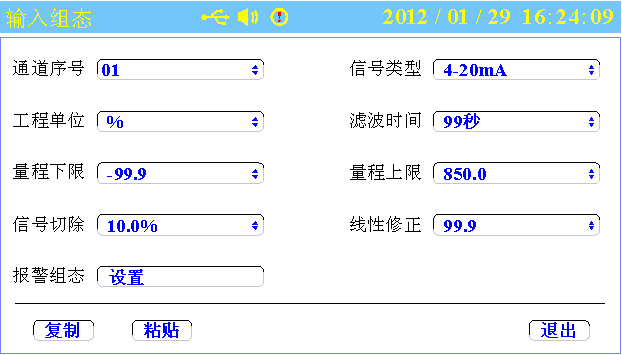 输入组态 2012/01/29 16:24:09
通道序号 01 信号类型 4-20mA
工程单位 % 滤波时间 99秒
量程下限 -99.9 量程上限 850.0
信号切除 10.0% 线性修正 99.9
报警组态 设置
复制 粘贴 退出